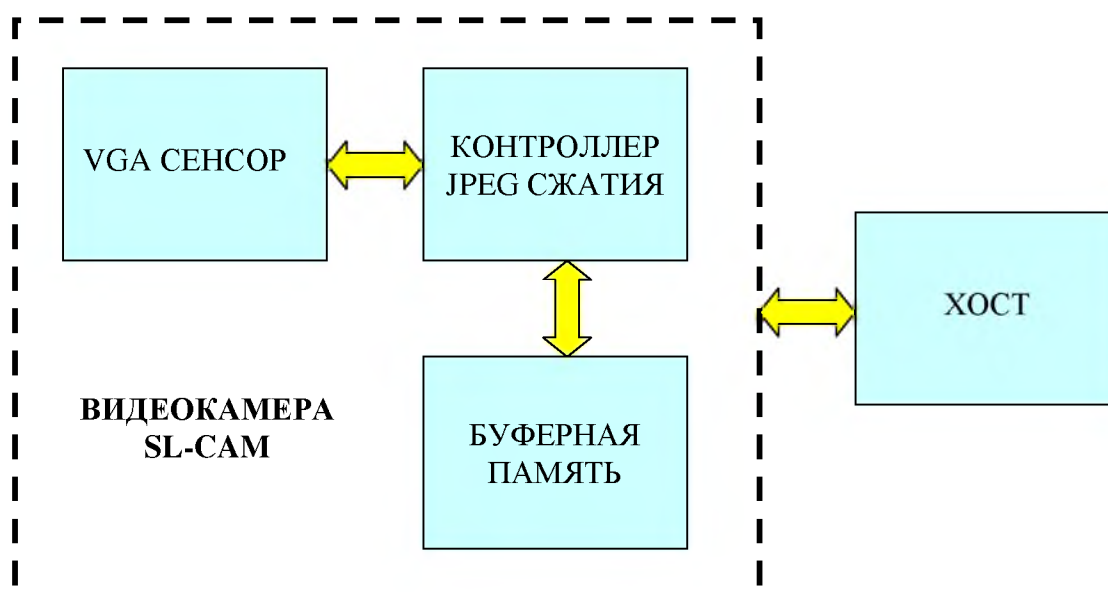 VGA СЕНСОР
КОНТРОЛЛЕР
JPEG СЖАТИЯ
ХОСТ
ВИДЕОКАМЕРА
SL-CAM
БУФЕРНАЯ
ПАМЯТЬ